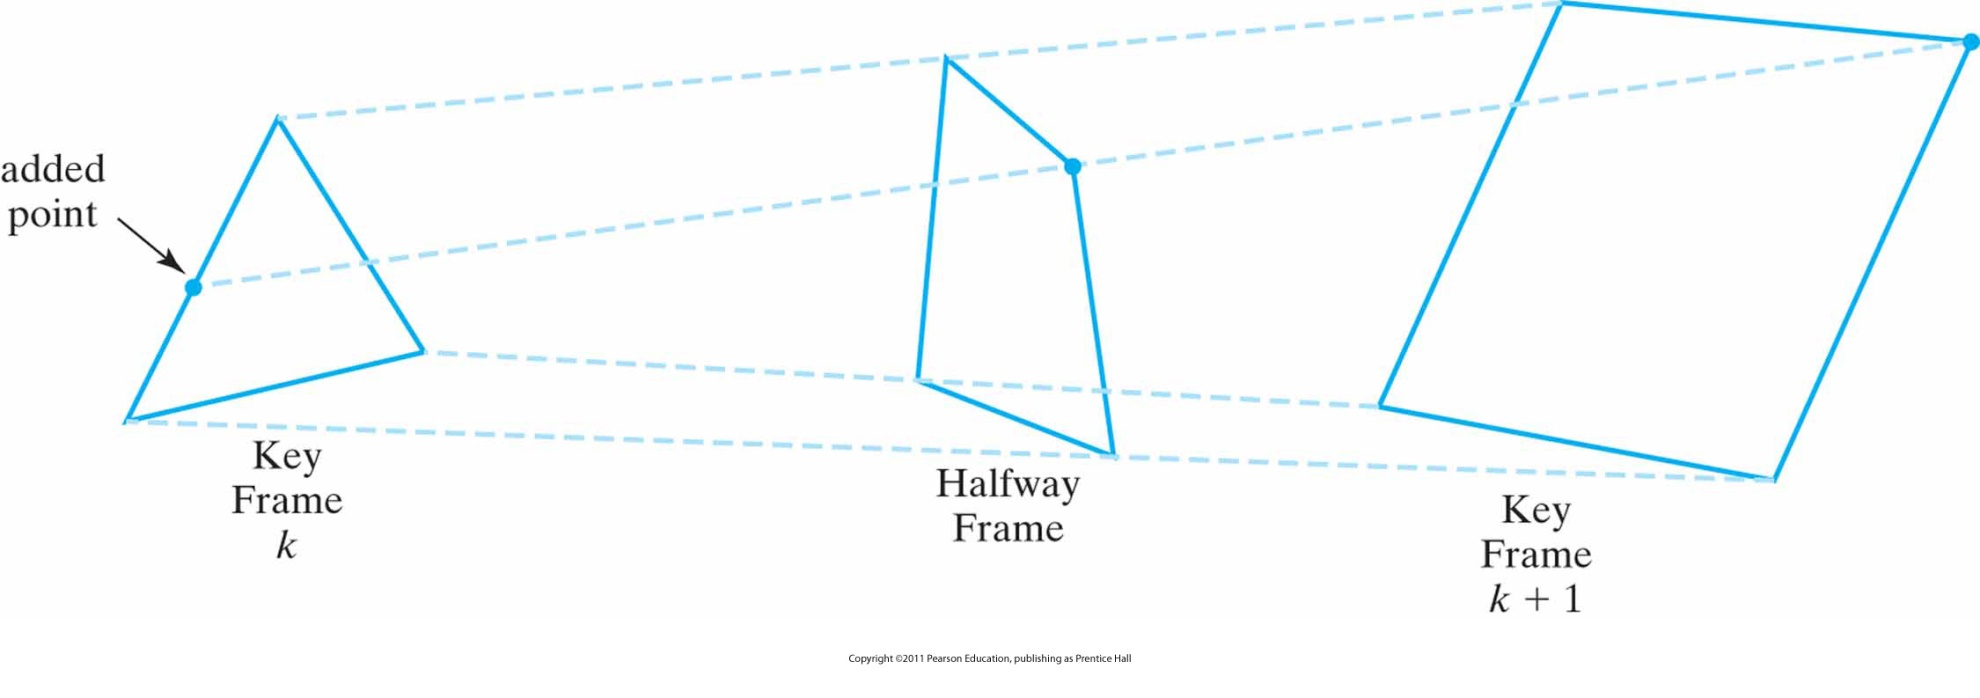 added
point
Key
Frame
k
Halfway
Frame
Key
Frame
k + 1
Copyright ©2011 Pearson Education, publishing as Prentice Hall